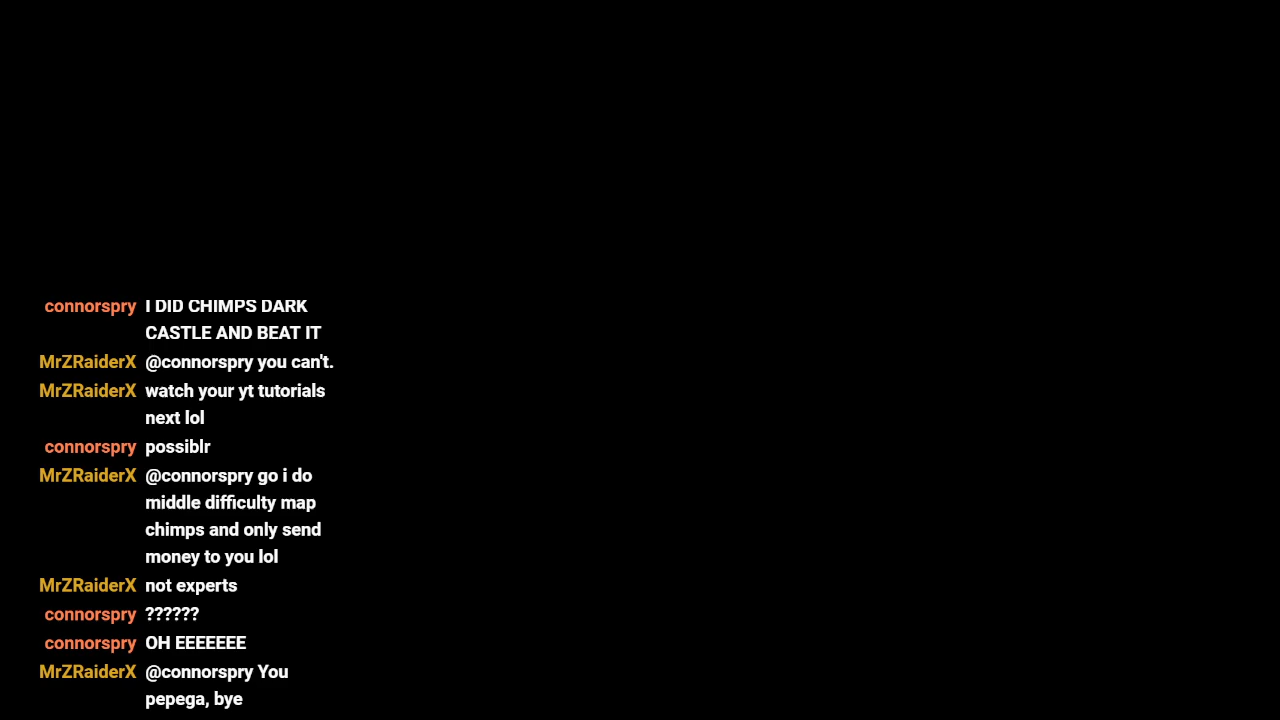 connorspry I DID CHIMPS DARK
CASTLE AND BEAT IT
MrZRaiderX @connorspry you can't.
MrZRaiderX watch your yt tutorials
next lol
connorspry possiblr
MrZRaiderX @connorspry go i do
middle difficulty map
chimps and only send
money to you lol
MrZRaiderX not experts
connorspry ??????
connorspry OH EEEEEEE
MrZRaiderX @connorspry You
pepega, bye